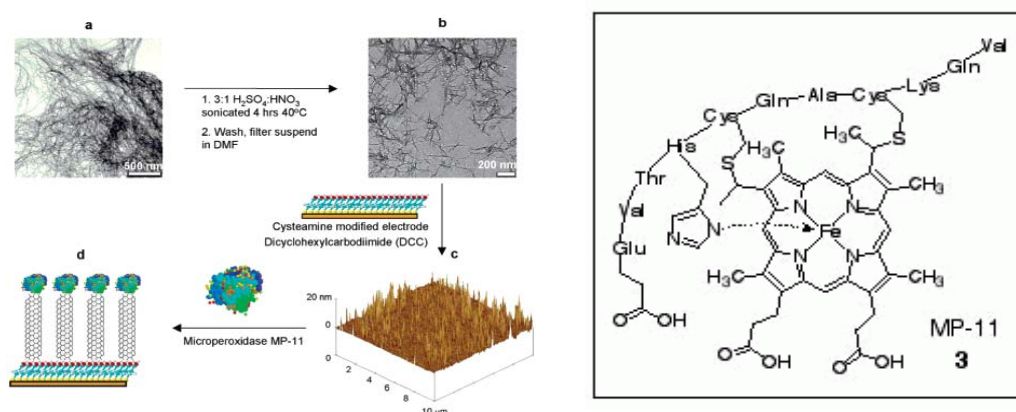 a
b
1. 3:1 H₂SO₄:HNO₃
sonicated 4 hrs 40ºC
2. Wash, filter suspend
in DMF
500 nm
200 nm
Cysteamine modified electrode
Dicyclohexylcarbodiimide (DCC)
d
c
20 nm
0
Microperoxidase MP-11
0
2
4
6
8
10 µm
Val
Gln
Lys
Cys
Ala
Gln
Cys
His
Thr
Val
Glu
S
H₃C
S
H₃C
CH₃
N
N
N
N
Fe
N
N
H₃C
CH₃
O
OH
O
OH
O
OH
MP-11
3